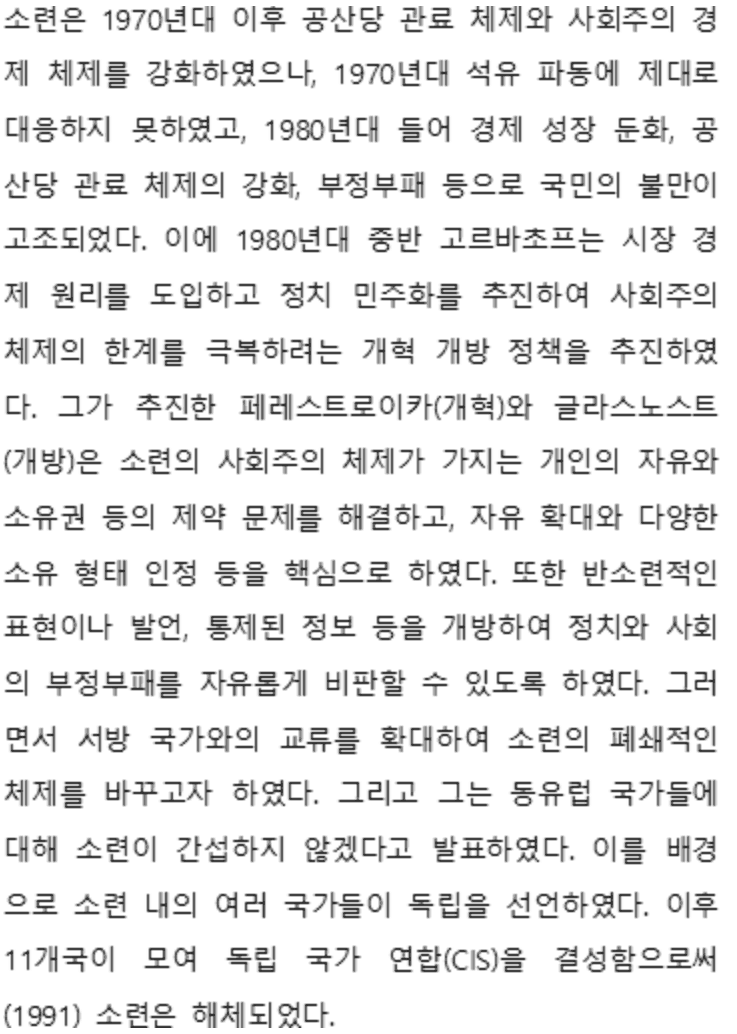 소련은 1970년대 이후 공산당 관료 체제와 사회주의 경
제 체제를 강화하였으나, 1970년대 석유 파동에 제대로
대응하지 못하였고, 1980년대 들어 경제 성장 둔화, 공
산당 관료 체제의 강화, 부정부패 등으로 국민의 불만이
고조되었다. 이에 1980년대 중반 고르바초프는 시장 경
제 원리를 도입하고 정치 민주화를 추진하여 사회주의
체제의 한계를 극복하려는 개혁 개방 정책을 추진하였
다. 그가 추진한 페레스트로이카(개혁)와 글라스노스트
(개방)은 소련의 사회주의 체제가 가지는 개인의 자유와
소유권 등의 제약 문제를 해결하고, 자유 확대와 다양한
소유 형태 인정 등을 핵심으로 하였다. 또한 반소련적인
표현이나 발언, 통제된 정보 등을 개방하여 정치와 사회
의 부정부패를 자유롭게 비판할 수 있도록 하였다. 그러
면서 서방 국가와의 교류를 확대하여 소련의 폐쇄적인
체제를 바꾸고자 하였다. 그리고 그는 동유럽 국가들에
대해 소련이 간섭하지 않겠다고 발표하였다. 이를 배경
으로 소련 내의 여러 국가들이 독립을 선언하였다. 이후
11개국이 모여 독립 국가 연합(CIS)을 결성함으로써
(1991) 소련은 해체되었다.